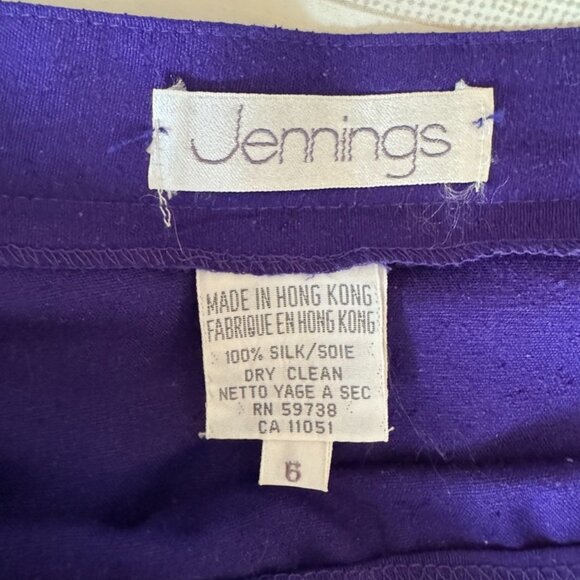 Jennings
MADE IN HONG KONG
FABRIQUE EN HONG KONG
100% SILK/SOIE
DRY CLEAN
NETTO YAGE A SEC
RN 59738
CA 11051
6